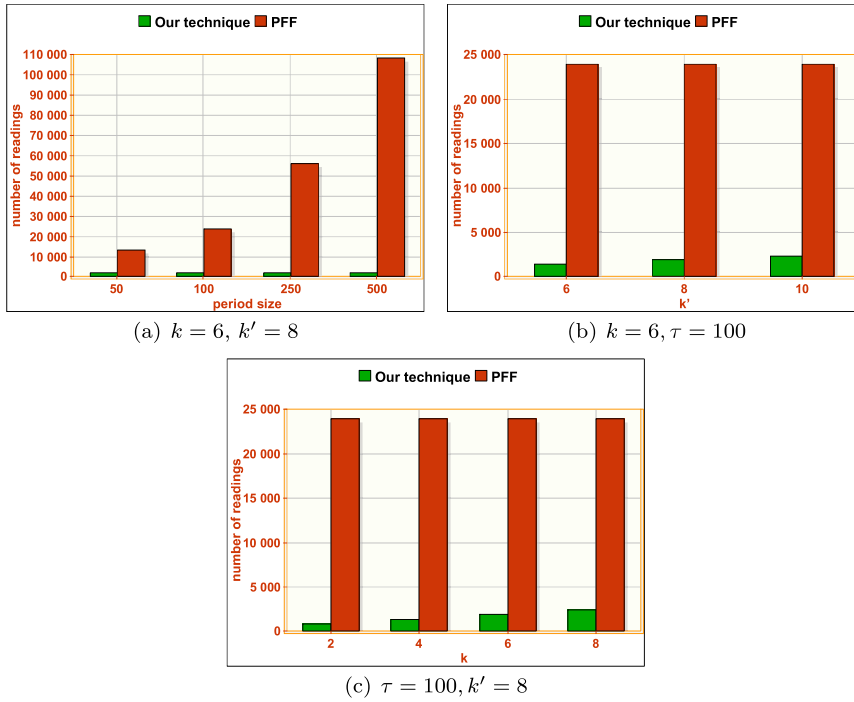 Our technique PFF
110 000
100 000
90 000
80 000
70 000
60 000
50 000
40 000
30 000
20 000
10 000
0
number of readings
50 100 250 500
period size
(a) k = 6, k′ = 8
Our technique PFF
25 000
20 000
15 000
10 000
5 000
0
number of readings
6 8 10
k'
(b) k = 6, τ = 100
Our technique PFF
25 000
20 000
15 000
10 000
5 000
0
number of readings
2 4 6 8
k
(c) τ = 100, k′ = 8